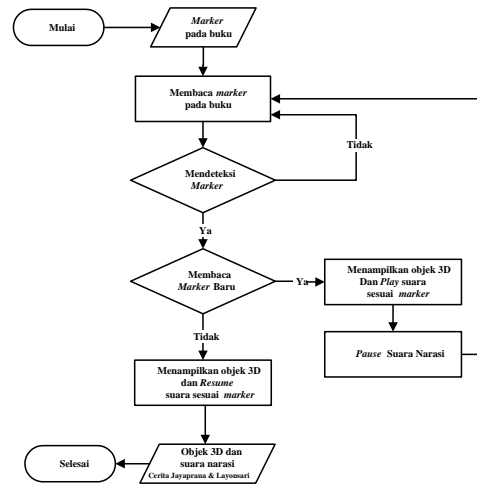 Mulai
Marker
pada buku
Membaca marker
pada buku
Tidak
Mendeteksi
Marker
Ya
Membaca
Marker Baru
Ya
Menampilkan objek 3D
Dan Play suara
sesuai marker
Tidak
Pause Suara Narasi
Menampilkan objek 3D
dan Resume
suara sesuai marker
Objek 3D dan
suara narasi
Cerita Jayaprana & Layonsari
Selesai